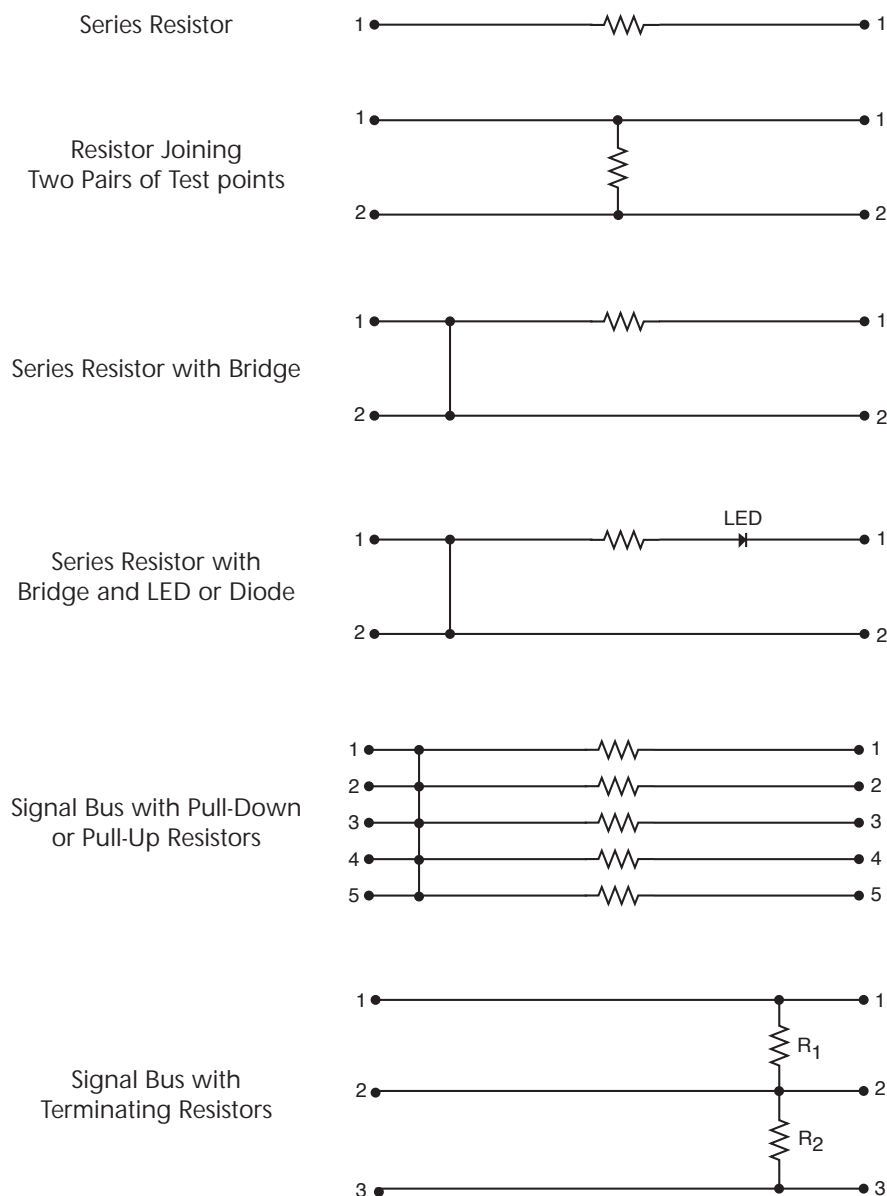 Series Resistor
1 1
Resistor Joining
Two Pairs of Test points
1 1
2 2
Series Resistor with Bridge
1 1
2 2
Series Resistor with
Bridge and LED or Diode
LED
1 1
2 2
Signal Bus with Pull-Down
or Pull-Up Resistors
1 1
2 2
3 3
4 4
5 5
Signal Bus with
Terminating Resistors
1 1
R1
2 2
R2
3 3